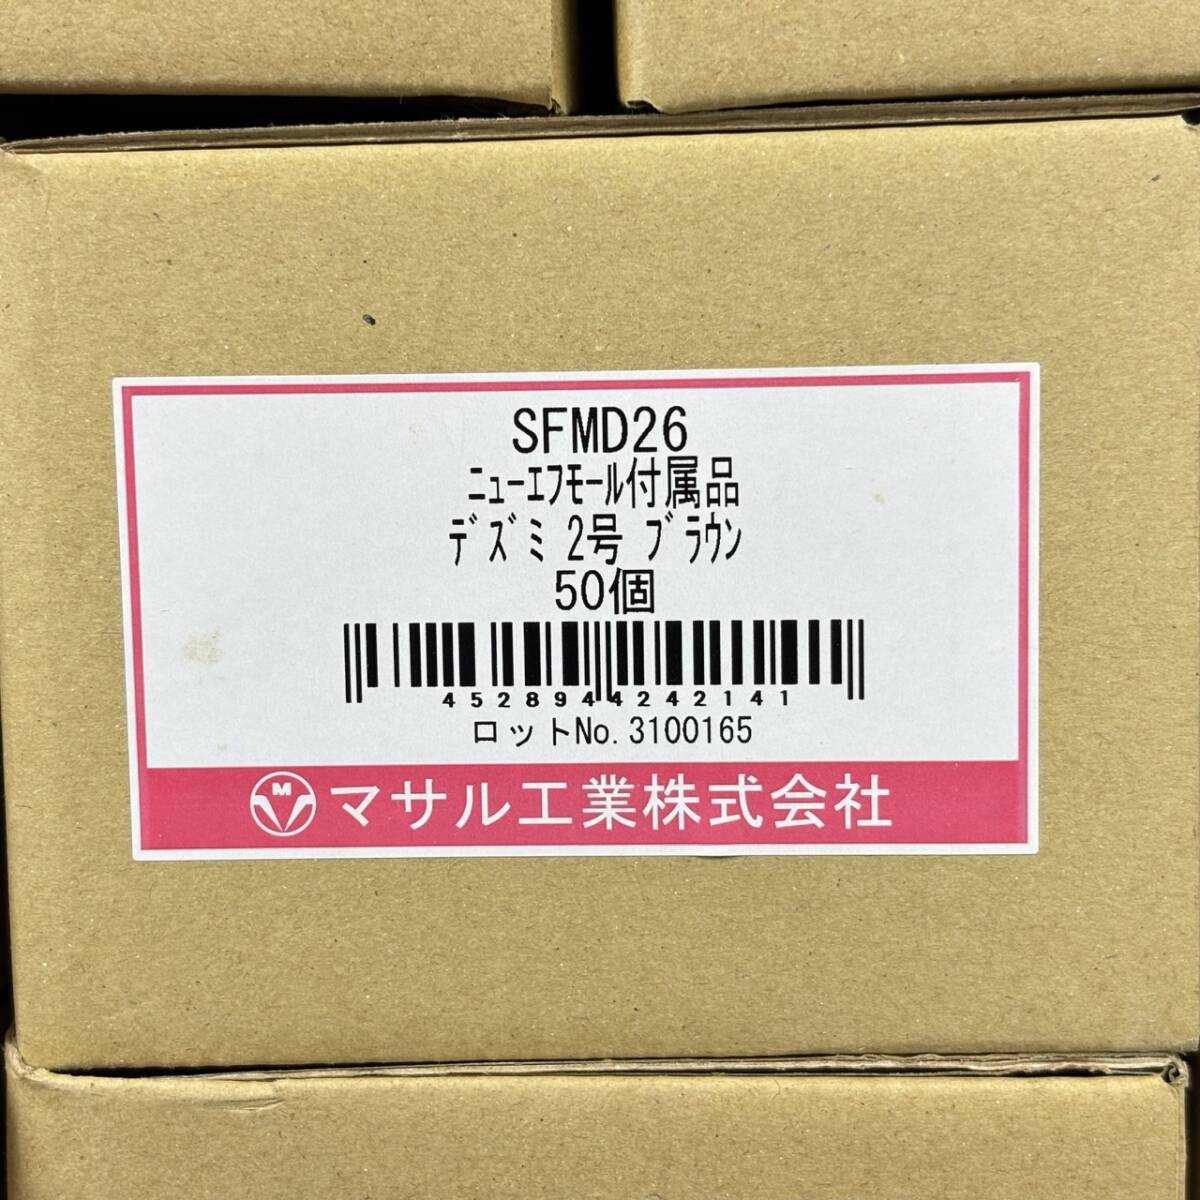 SFMD26
ﾆｭｰｴﾌﾓｰﾙ付属品
ﾃﾞｽﾞﾐ 2号 ﾌﾞﾗｳﾝ
50個
4528944242141
ロットNo. 3100165
M マサル工業株式会社